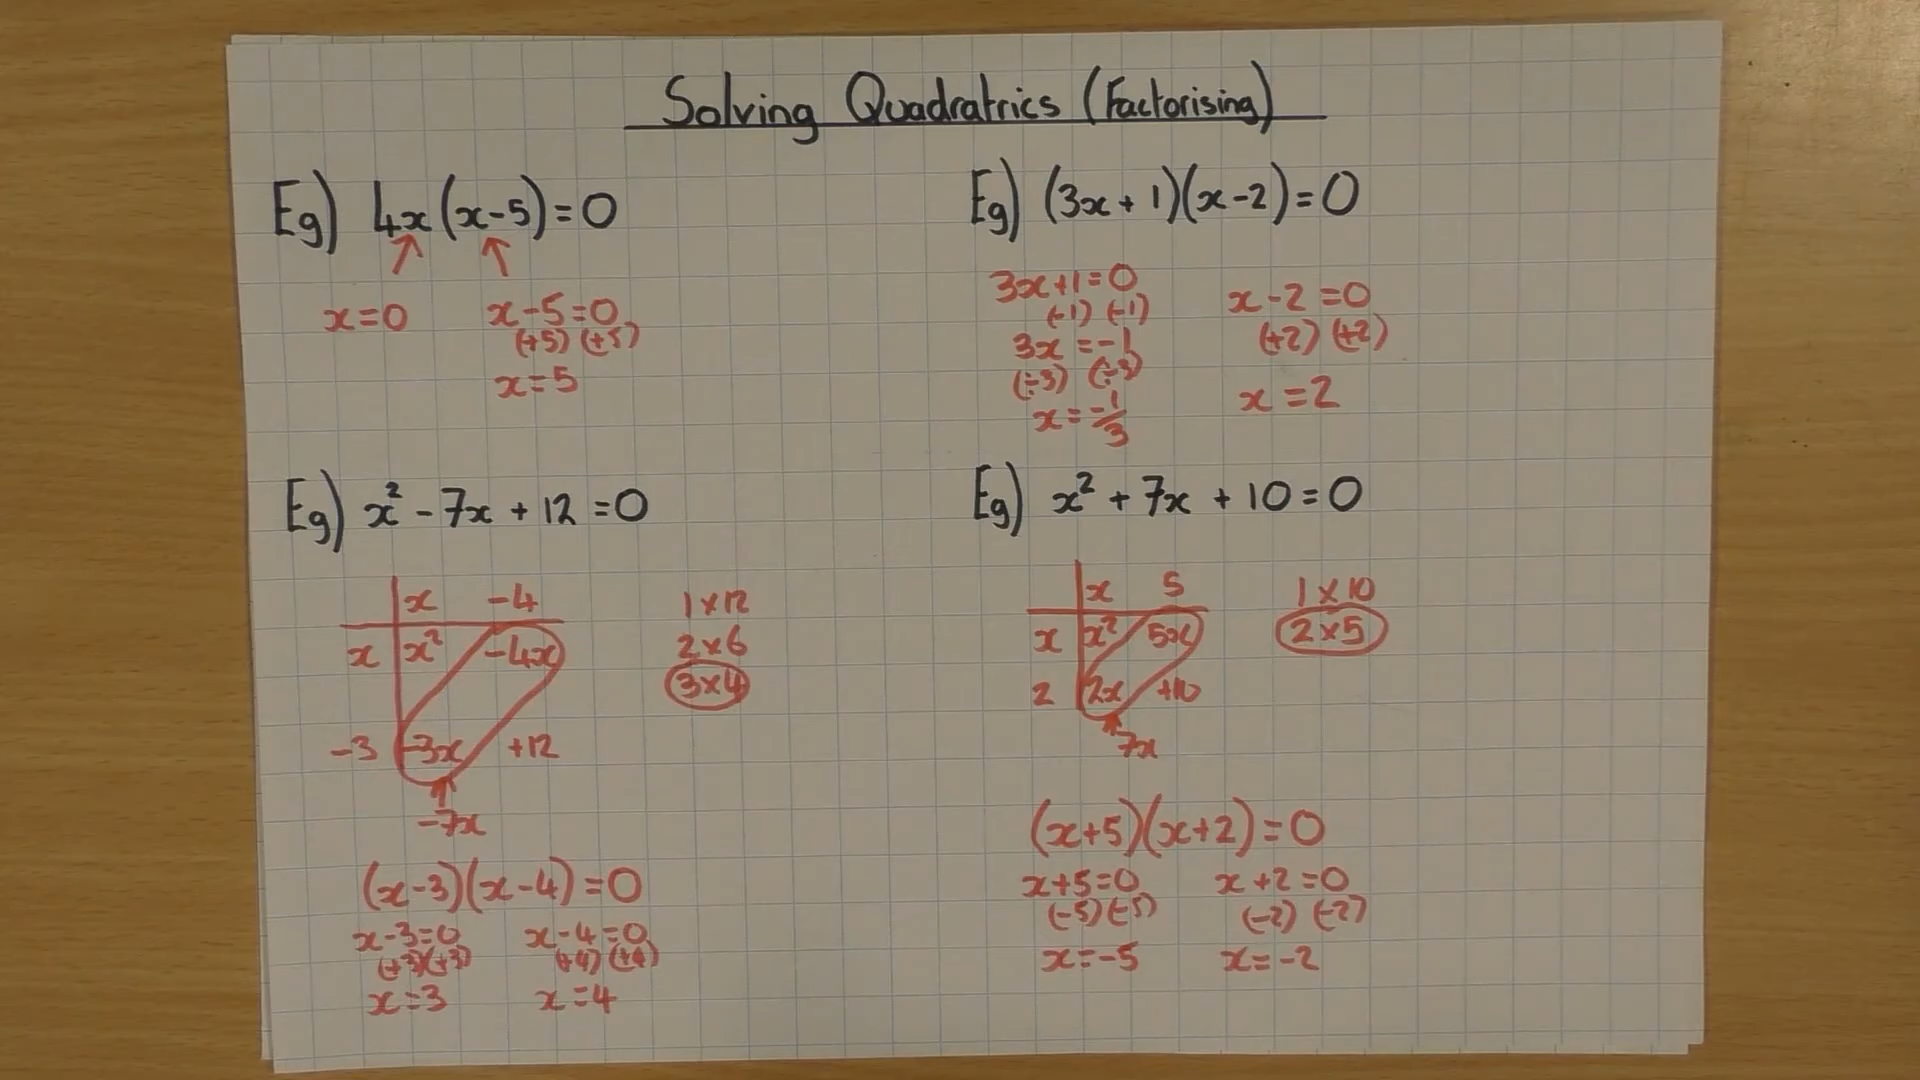 Solving Quadratrics (Factorising)
Eg) 4x(x-5)=0
x=0 x-5=0
(+5) (+5)
x=5
Eg) (3x+1)(x-2)=0
3x+1=0 x-2=0
(-1) (-1) (+2) (+2)
3x=-1
(÷3) (÷3)
x=-1/3 x=2
Eg) x²-7x+12=0
x -4
x x² -4x
-3 -3x +12
-7x
1x12
2x6
3x4
(x-3)(x-4)=0
x-3=0 x-4=0
(+3)(+3) (+4)(+4)
x=3 x=4
Eg) x²+7x+10=0
x 5
x x² 5x
2 2x +10
7x
1x10
2x5
(x+5)(x+2)=0
x+5=0 x+2=0
(-5)(-5) (-2) (-2)
x=-5 x=-2